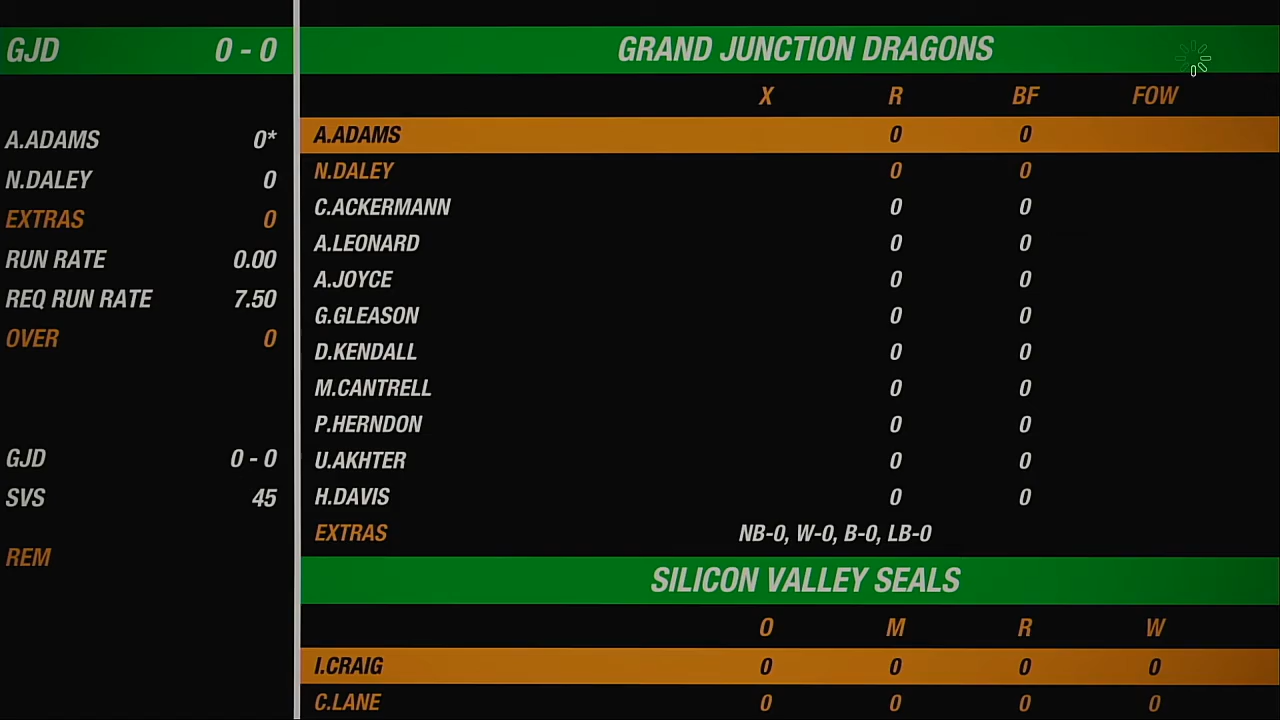 GJD 0 - 0
A.ADAMS 0*
N.DALEY 0
EXTRAS 0
RUN RATE 0.00
REQ RUN RATE 7.50
OVER 0
GJD 0 - 0
SVS 45
REM
GRAND JUNCTION DRAGONS
X R BF FOW
A.ADAMS 0 0
N.DALEY 0 0
C.ACKERMANN 0 0
A.LEONARD 0 0
A.JOYCE 0 0
G.GLEASON 0 0
D.KENDALL 0 0
M.CANTRELL 0 0
P.HERNDON 0 0
U.AKHTER 0 0
H.DAVIS 0 0
EXTRAS NB-0, W-0, B-0, LB-0
SILICON VALLEY SEALS
O M R W
I.CRAIG 0 0 0 0
C.LANE 0 0 0 0